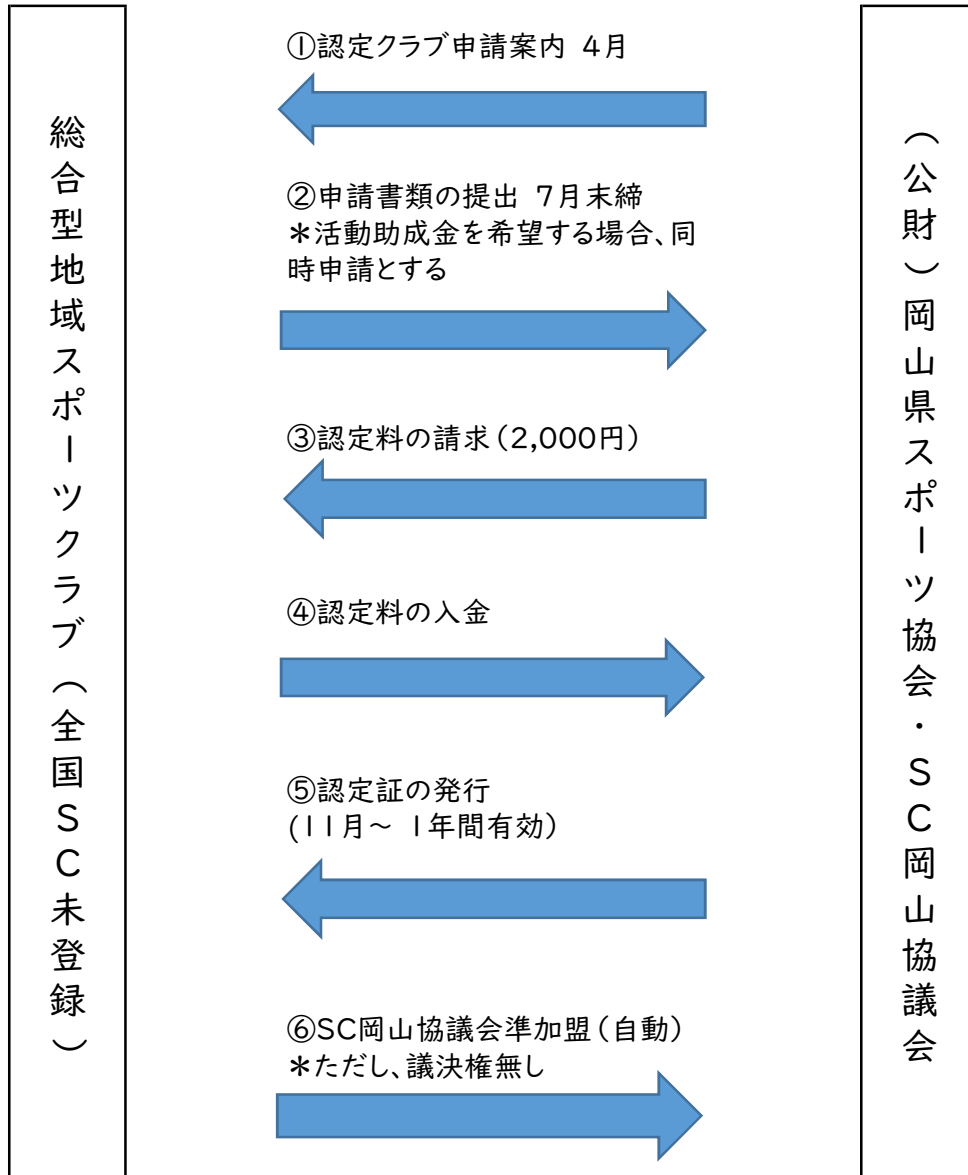 総合型地域スポーツクラブ（全国SC未登録）
①認定クラブ申請案内 4月
②申請書類の提出 7月末締
＊活動助成金を希望する場合、同
時申請とする
③認定料の請求（2,000円）
④認定料の入金
⑤認定証の発行
(11月～ 1年間有効）
⑥SC岡山協議会準加盟（自動）
＊ただし、議決権無し
（公財）岡山県スポーツ協会・SC岡山協議会